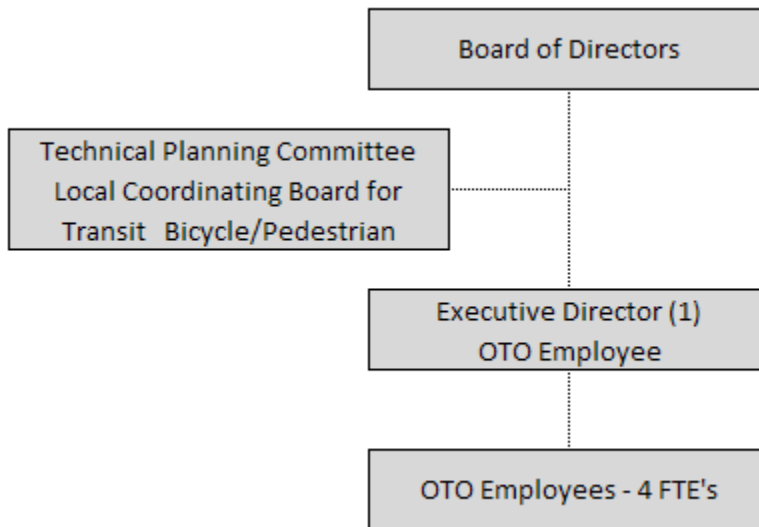 Board of Directors
Technical Planning Committee
Local Coordinating Board for
Transit  Bicycle/Pedestrian
Executive Director (1)
OTO Employee
OTO Employees - 4 FTE's